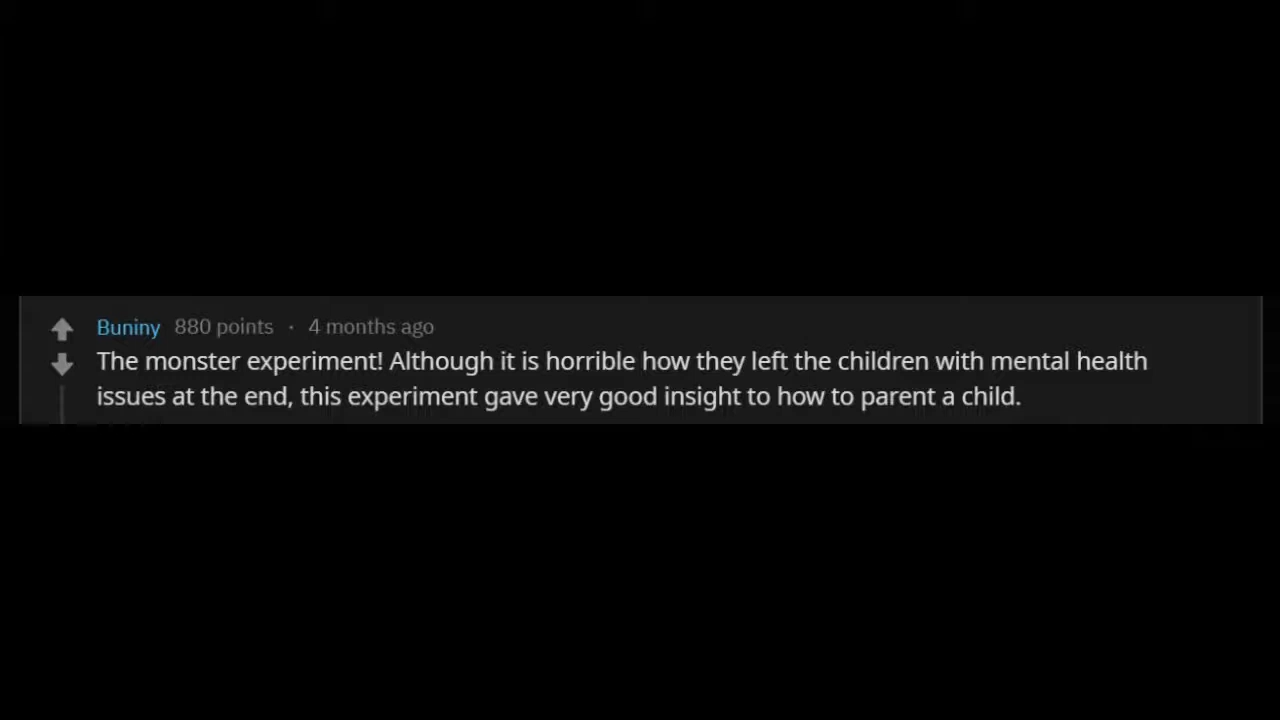 Buniny 880 points · 4 months ago
The monster experiment! Although it is horrible how they left the children with mental health
issues at the end, this experiment gave very good insight to how to parent a child.